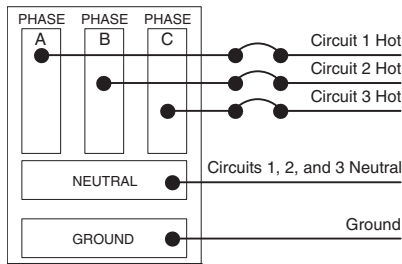 PHASE PHASE PHASE
A B C
Circuit 1 Hot
Circuit 2 Hot
Circuit 3 Hot
NEUTRAL
Circuits 1, 2, and 3 Neutral
GROUND
Ground